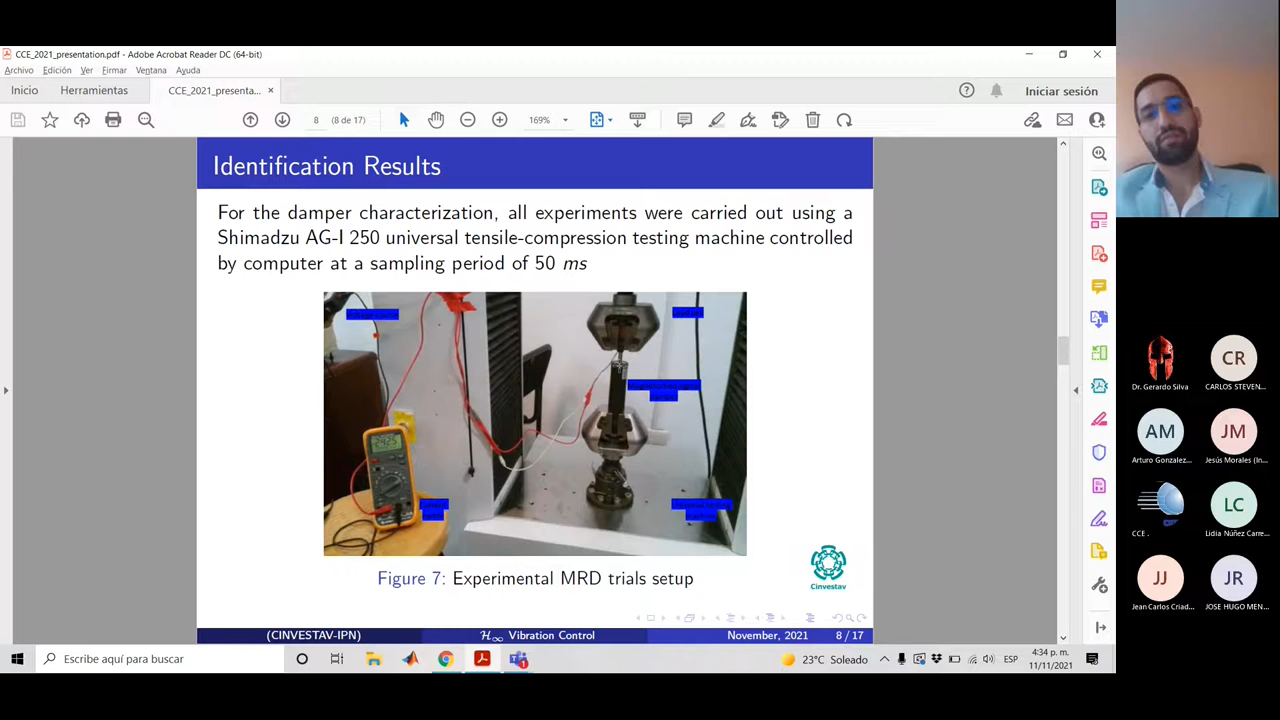 CCE_2021_presentation.pdf - Adobe Acrobat Reader DC (64-bit)
Archivo Edición Ver Firmar Ventana Ayuda
Inicio Herramientas CCE_2021_presenta... × Iniciar sesión
8 (8 de 17) 169%
Identification Results
For the damper characterization, all experiments were carried out using a
Shimadzu AG-I 250 universal tensile-compression testing machine controlled
by computer at a sampling period of 50 ms
Figure 7: Experimental MRD trials setup
Cinvestav
(CINVESTAV-IPN) H∞ Vibration Control November, 2021 8 / 17
Dr. Gerardo Silva
CR
CARLOS STEVEN...
AM
Arturo Gonzalez...
JM
Jesús Morales (In...
CCE .
LC
Lidia Núñez Carre...
JJ
Jean Carlos Criad...
JR
JOSE HUGO MEN...
Escribe aquí para buscar
1
23°C Soleado
ESP
4:34 p. m.
11/11/2021